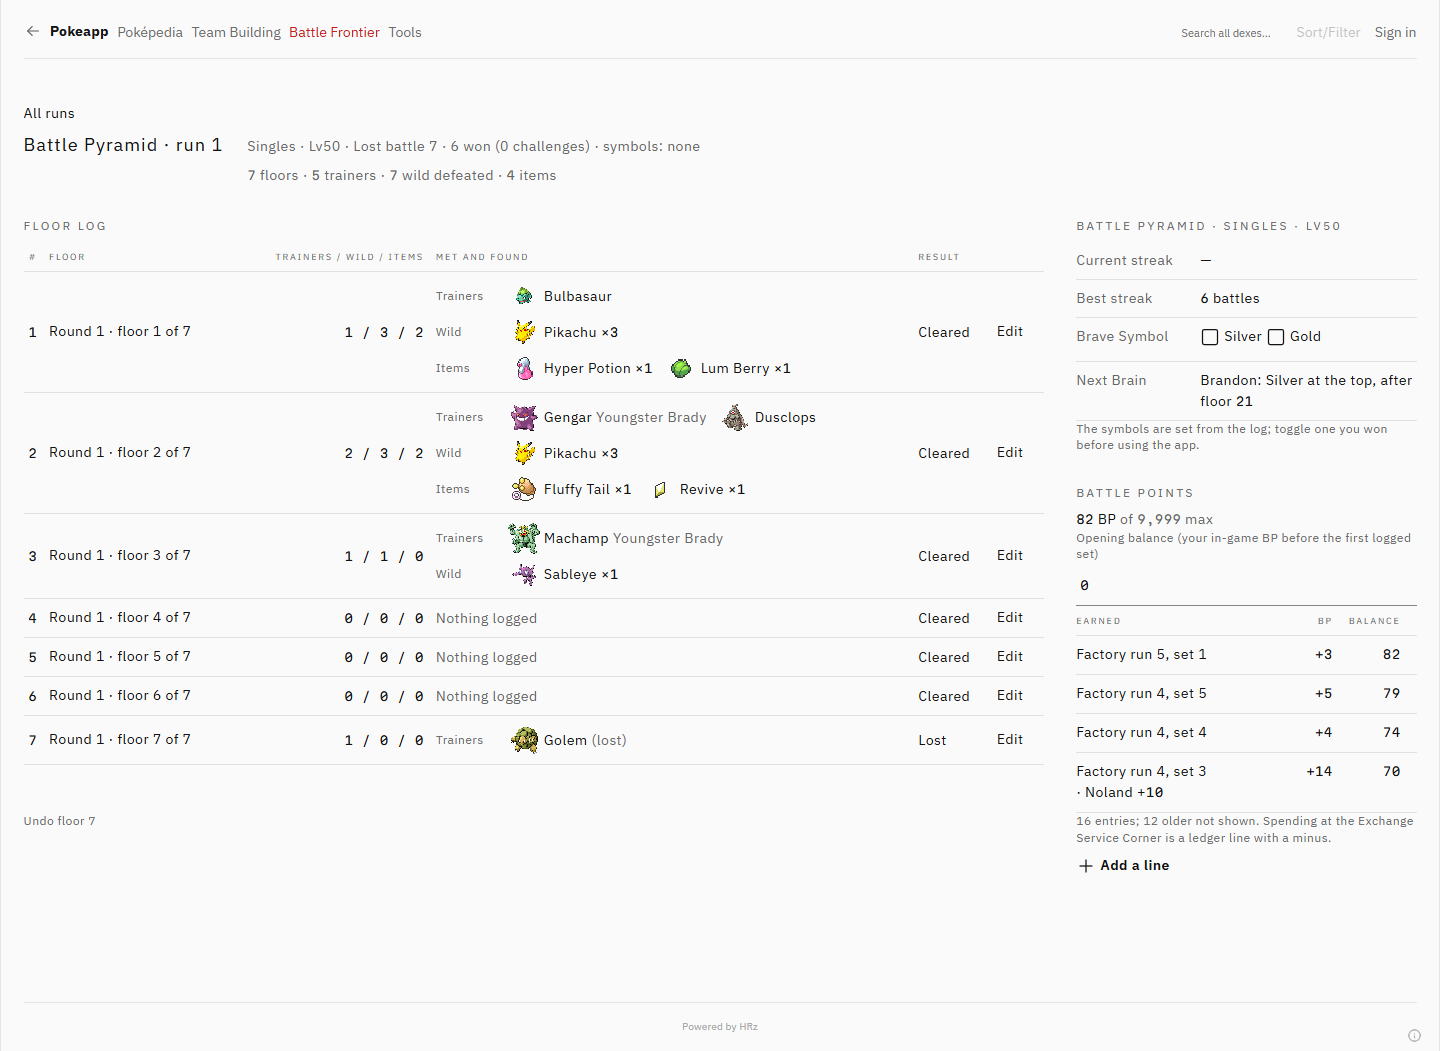 Pokeapp Poképedia Team Building Battle Frontier Tools Search all dexes... Sort/Filter Sign in
All runs
Battle Pyramid · run 1 Singles · Lv50 · Lost battle 7 · 6 won (0 challenges) · symbols: none
7 floors · 5 trainers · 7 wild defeated · 4 items
FLOOR LOG
# FLOOR TRAINERS / WILD / ITEMS MET AND FOUND RESULT
Trainers Bulbasaur
1 Round 1 · floor 1 of 7 1 / 3 / 2 Wild Pikachu ×3 Cleared Edit
Items Hyper Potion ×1 Lum Berry ×1
Trainers Gengar Youngster Brady Dusclops
2 Round 1 · floor 2 of 7 2 / 3 / 2 Wild Pikachu ×3 Cleared Edit
Items Fluffy Tail ×1 Revive ×1
Trainers Machamp Youngster Brady
3 Round 1 · floor 3 of 7 1 / 1 / 0 Cleared Edit
Wild Sableye ×1
4 Round 1 · floor 4 of 7 0 / 0 / 0 Nothing logged Cleared Edit
5 Round 1 · floor 5 of 7 0 / 0 / 0 Nothing logged Cleared Edit
6 Round 1 · floor 6 of 7 0 / 0 / 0 Nothing logged Cleared Edit
7 Round 1 · floor 7 of 7 1 / 0 / 0 Trainers Golem (lost) Lost Edit
Undo floor 7
BATTLE PYRAMID · SINGLES · LV50
Current streak —
Best streak 6 battles
Brave Symbol Silver Gold
Next Brain Brandon: Silver at the top, after
floor 21
The symbols are set from the log; toggle one you won
before using the app.
BATTLE POINTS
82 BP of 9,999 max
Opening balance (your in-game BP before the first logged
set)
0
EARNED BP BALANCE
Factory run 5, set 1 +3 82
Factory run 4, set 5 +5 79
Factory run 4, set 4 +4 74
Factory run 4, set 3 +14 70
· Noland +10
16 entries; 12 older not shown. Spending at the Exchange
Service Corner is a ledger line with a minus.
Add a line
Powered by HRz